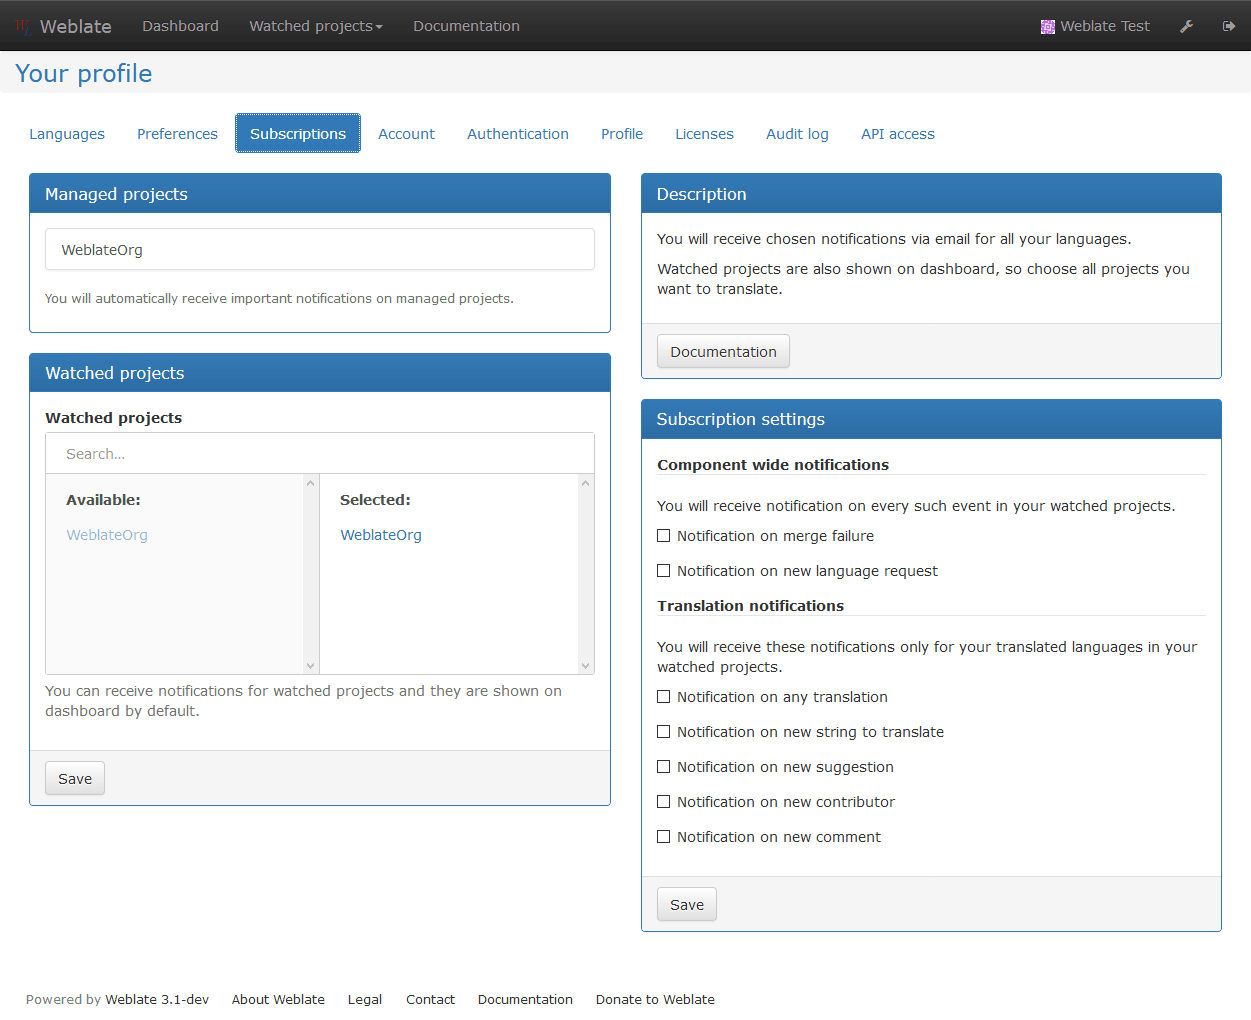 Weblate Dashboard Watched projects Documentation Weblate Test
Your profile
Languages Preferences Subscriptions Account Authentication Profile Licenses Audit log API access
Managed projects
WeblateOrg
You will automatically receive important notifications on managed projects.
Watched projects
Watched projects
Search...
Available:
WeblateOrg
Selected:
WeblateOrg
You can receive notifications for watched projects and they are shown on
dashboard by default.
Save
Description
You will receive chosen notifications via email for all your languages.
Watched projects are also shown on dashboard, so choose all projects you
want to translate.
Documentation
Subscription settings
Component wide notifications
You will receive notification on every such event in your watched projects.
Notification on merge failure
Notification on new language request
Translation notifications
You will receive these notifications only for your translated languages in your
watched projects.
Notification on any translation
Notification on new string to translate
Notification on new suggestion
Notification on new contributor
Notification on new comment
Save
Powered by Weblate 3.1-dev About Weblate Legal Contact Documentation Donate to Weblate